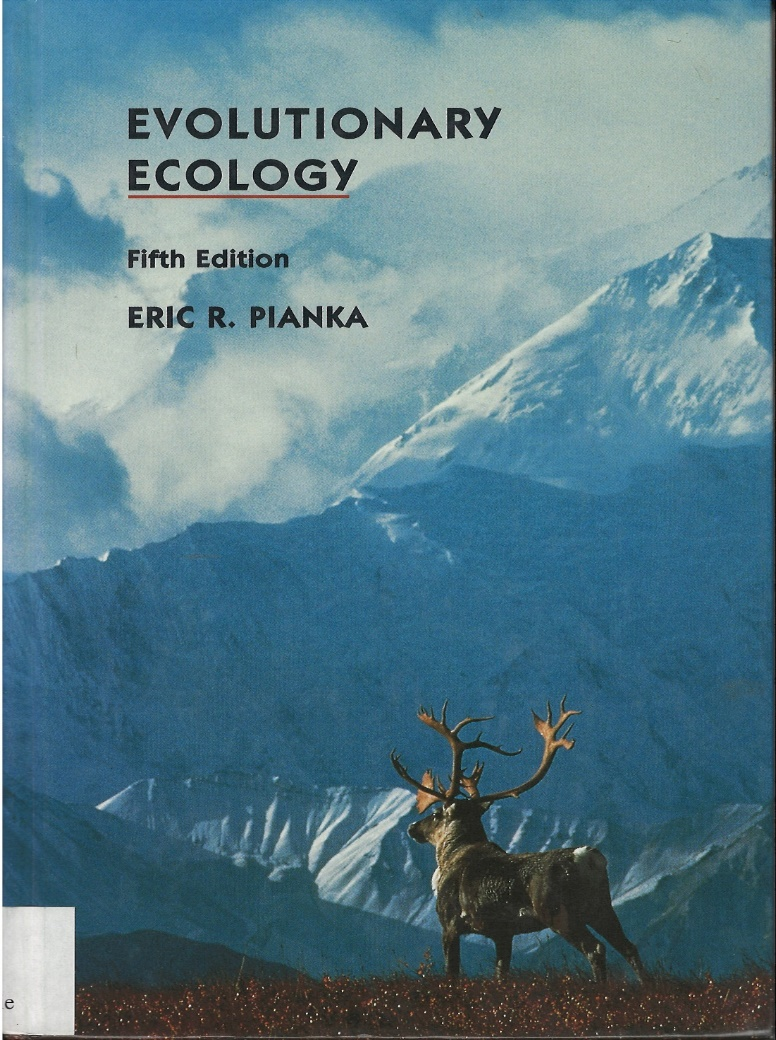 EVOLUTIONARY
ECOLOGY
Fifth Edition
ERIC R. PIANKA
e